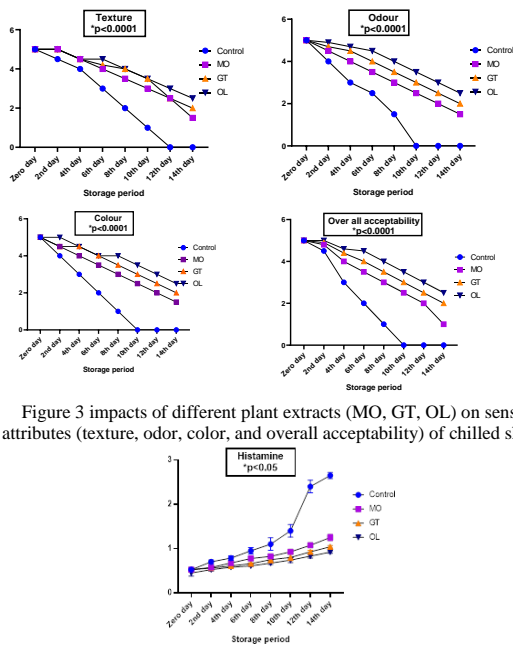 Texture
*p<0.0001
6
4
2
0
Zero day
2nd day
4th day
6th day
8th day
10th day
12th day
14th day
Storage period
Control
MO
GT
OL
Odour
*p<0.0001
6
4
2
0
Zero day
2nd day
4th day
6th day
8th day
10th day
12th day
14th day
Storage period
Control
MO
GT
OL
Colour
*p<0.0001
6
4
2
0
Zero day
2nd day
4th day
6th day
8th day
10th day
12th day
14th day
Storage period
Control
MO
GT
OL
Over all acceptability
*p<0.0001
6
4
2
0
Zero day
2nd day
4th day
6th day
8th day
10th day
12th day
14th day
Storage period
Control
MO
GT
OL
Figure 3 impacts of different plant extracts (MO, GT, OL) on sens
attributes (texture, odor, color, and overall acceptability) of chilled
Histamine
*p<0.05
3
2
1
0
Zero day
2nd day
4th day
6th day
8th day
10th day
12th day
14th day
Storage period
Control
MO
GT
OL